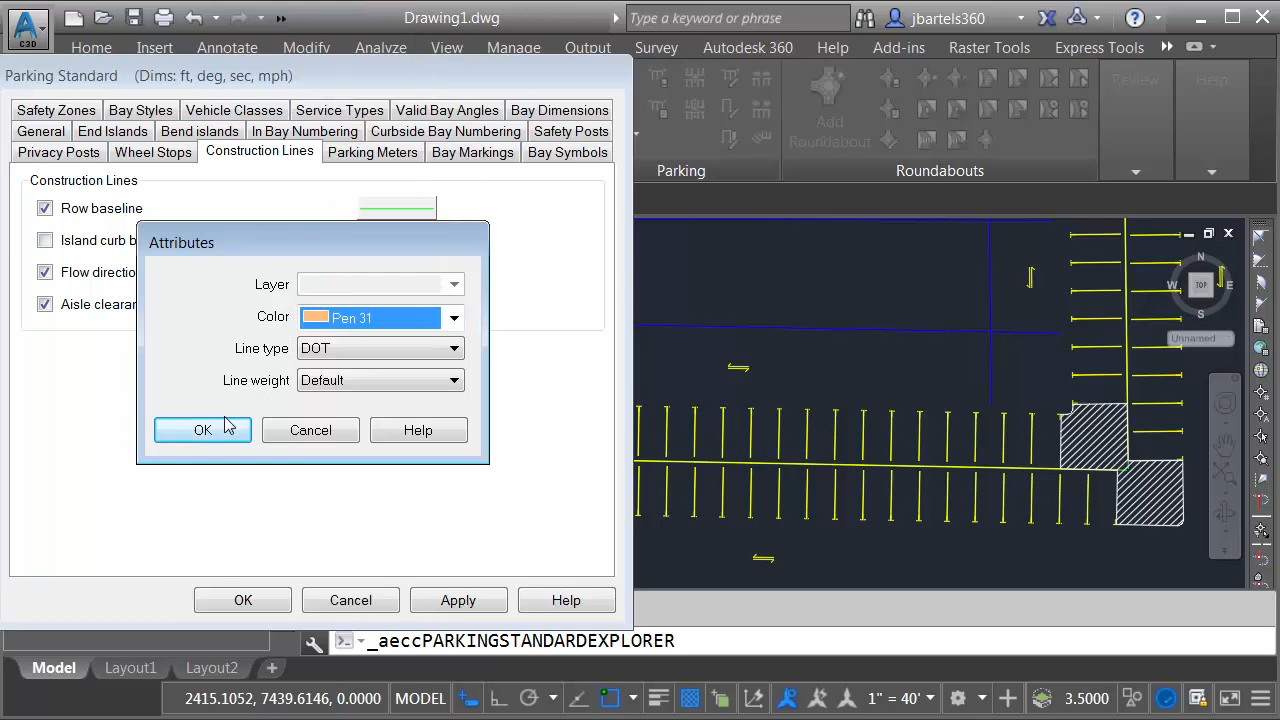 Drawing1.dwg
Type a keyword or phrase
jbartels360
C3D
Home Insert Annotate Modify Analyze View Manage Output Survey Autodesk 360 Help Add-ins Raster Tools Express Tools
Parking Standard (Dims: ft, deg, sec, mph)
Safety Zones Bay Styles Vehicle Classes Service Types Valid Bay Angles Bay Dimensions
General End Islands Bend islands In Bay Numbering Curbside Bay Numbering Safety Posts
Privacy Posts Wheel Stops Construction Lines Parking Meters Bay Markings Bay Symbols
Add
Roundabout
Review
Help
Parking
Roundabouts
Construction Lines
Row baseline
Island curb b
Flow directio
Aisle clearan
Attributes
Layer
Color Pen 31
Line type DOT
Line weight Default
OK Cancel Help
N
W TOP E
S
Unnamed
OK Cancel Apply Help
_aeccPARKINGSTANDARDEXPLORER
Model Layout1 Layout2
2415.1052, 7439.6146, 0.0000 MODEL 1" = 40' 3.5000